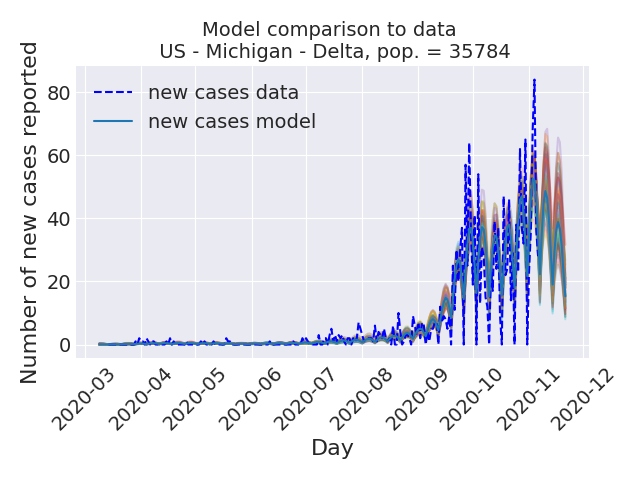 Model comparison to data
US - Michigan - Delta, pop. = 35784
Number of new cases reported
80
60
40
20
0
new cases data
new cases model
2020-03
2020-04
2020-05
2020-06
2020-07
2020-08
2020-09
2020-10
2020-11
2020-12
Day